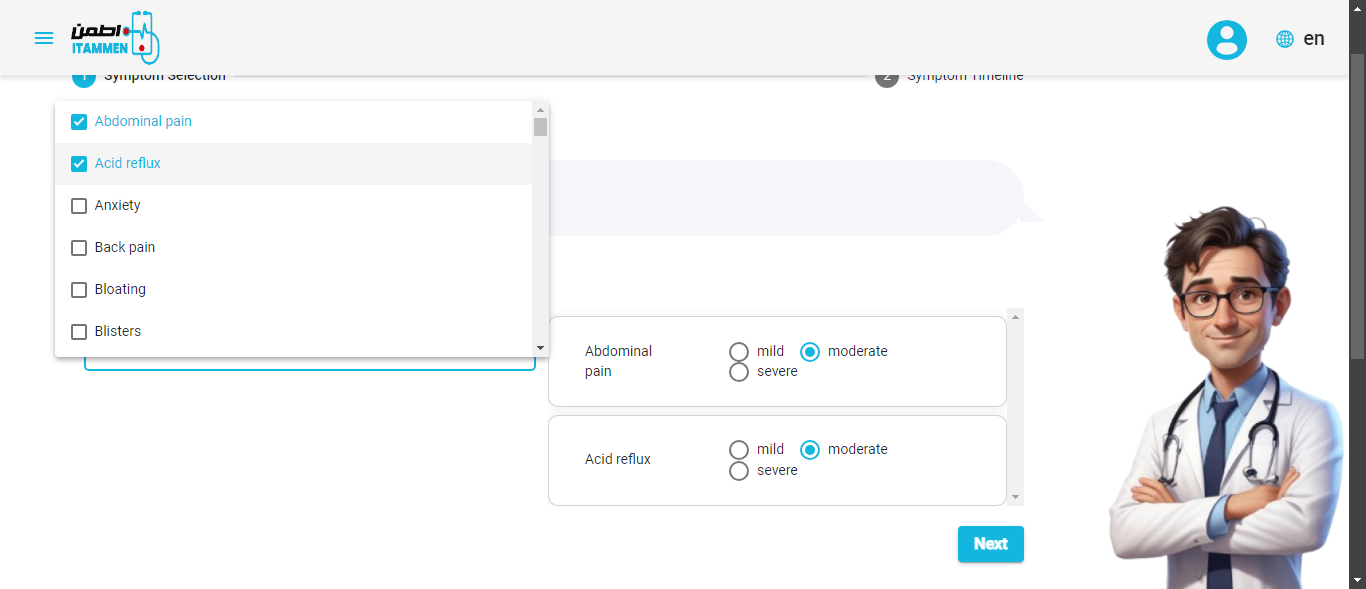 اطمن
ITAMMEN
en
1 Symptom Selection
2 Symptom Timeline
Abdominal pain
Acid reflux
Anxiety
Back pain
Bloating
Blisters
Abdominal
pain
mild
moderate
severe
Acid reflux
mild
moderate
severe
Next